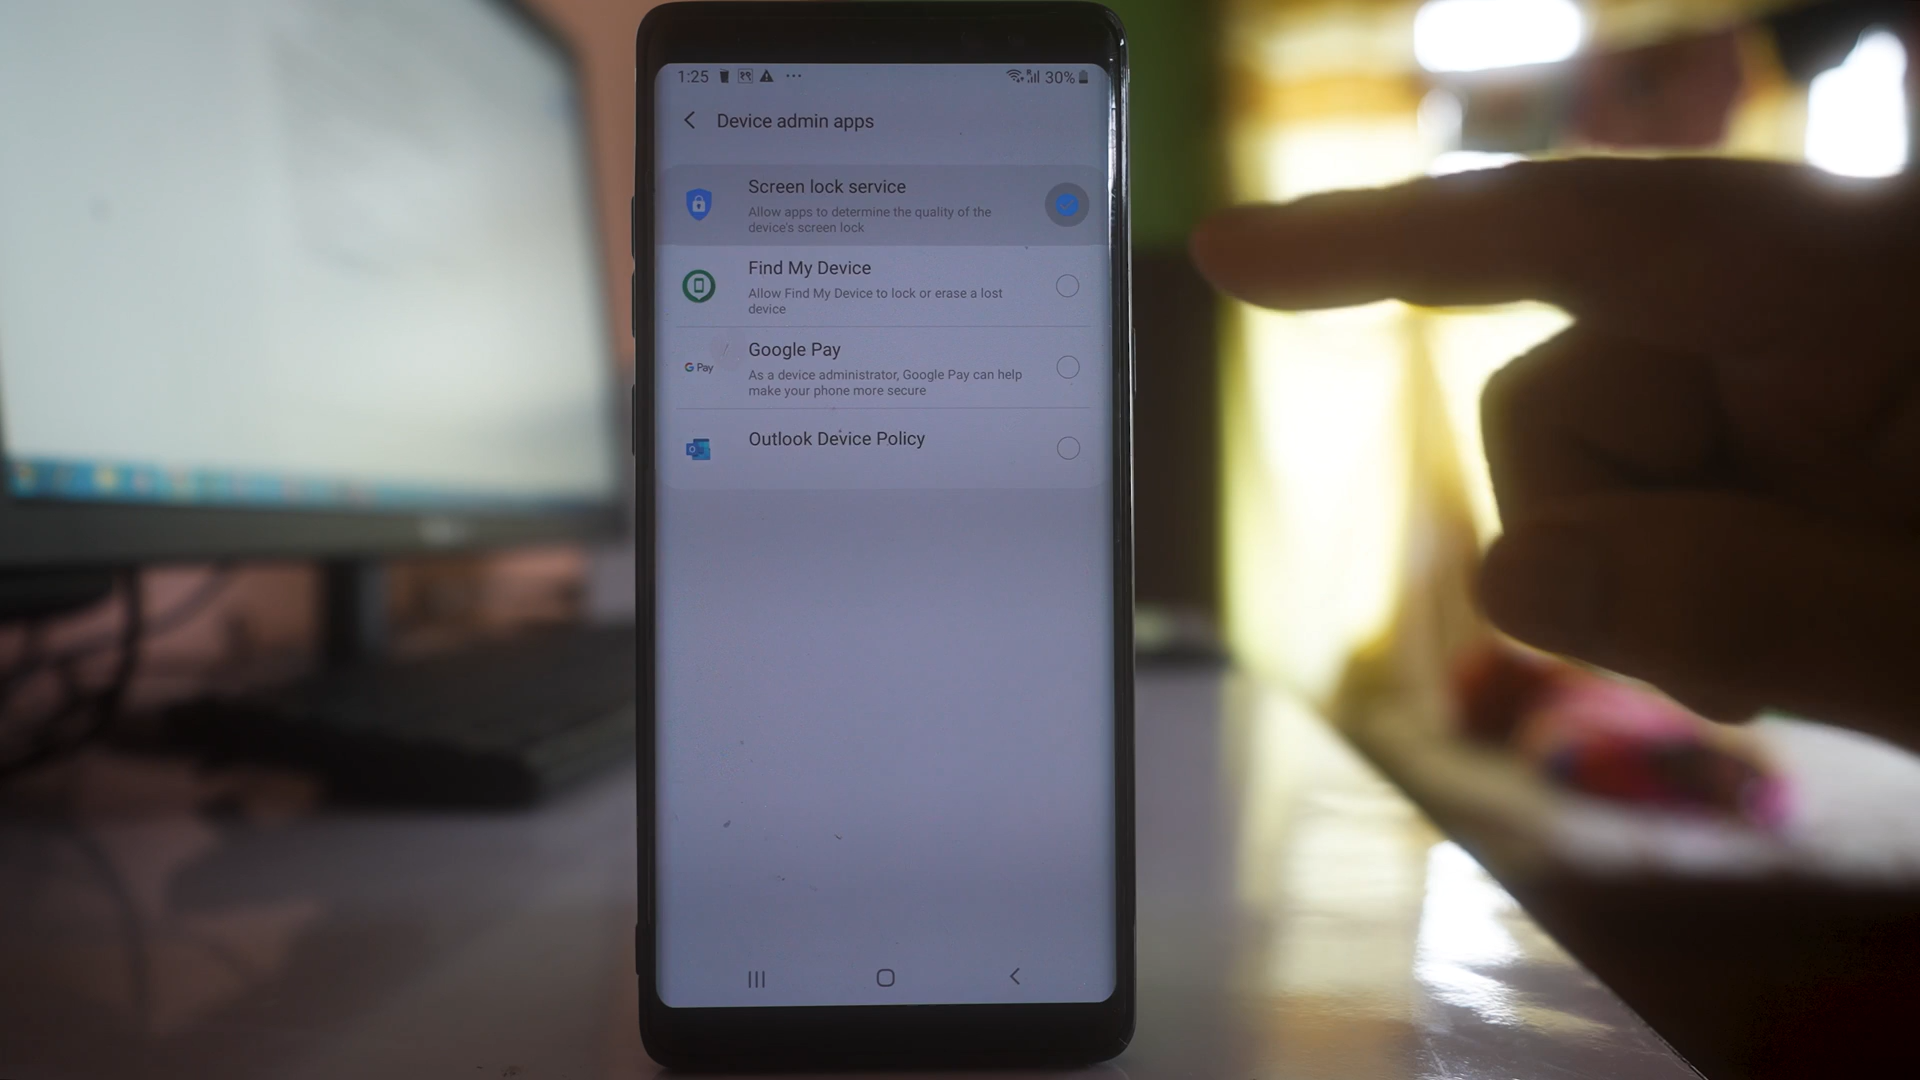 1:25 30%
Device admin apps
Screen lock service
Allow apps to determine the quality of the
device's screen lock
Find My Device
Allow Find My Device to lock or erase a lost
device
Google Pay
G Pay
As a device administrator, Google Pay can help
make your phone more secure
Outlook Device Policy